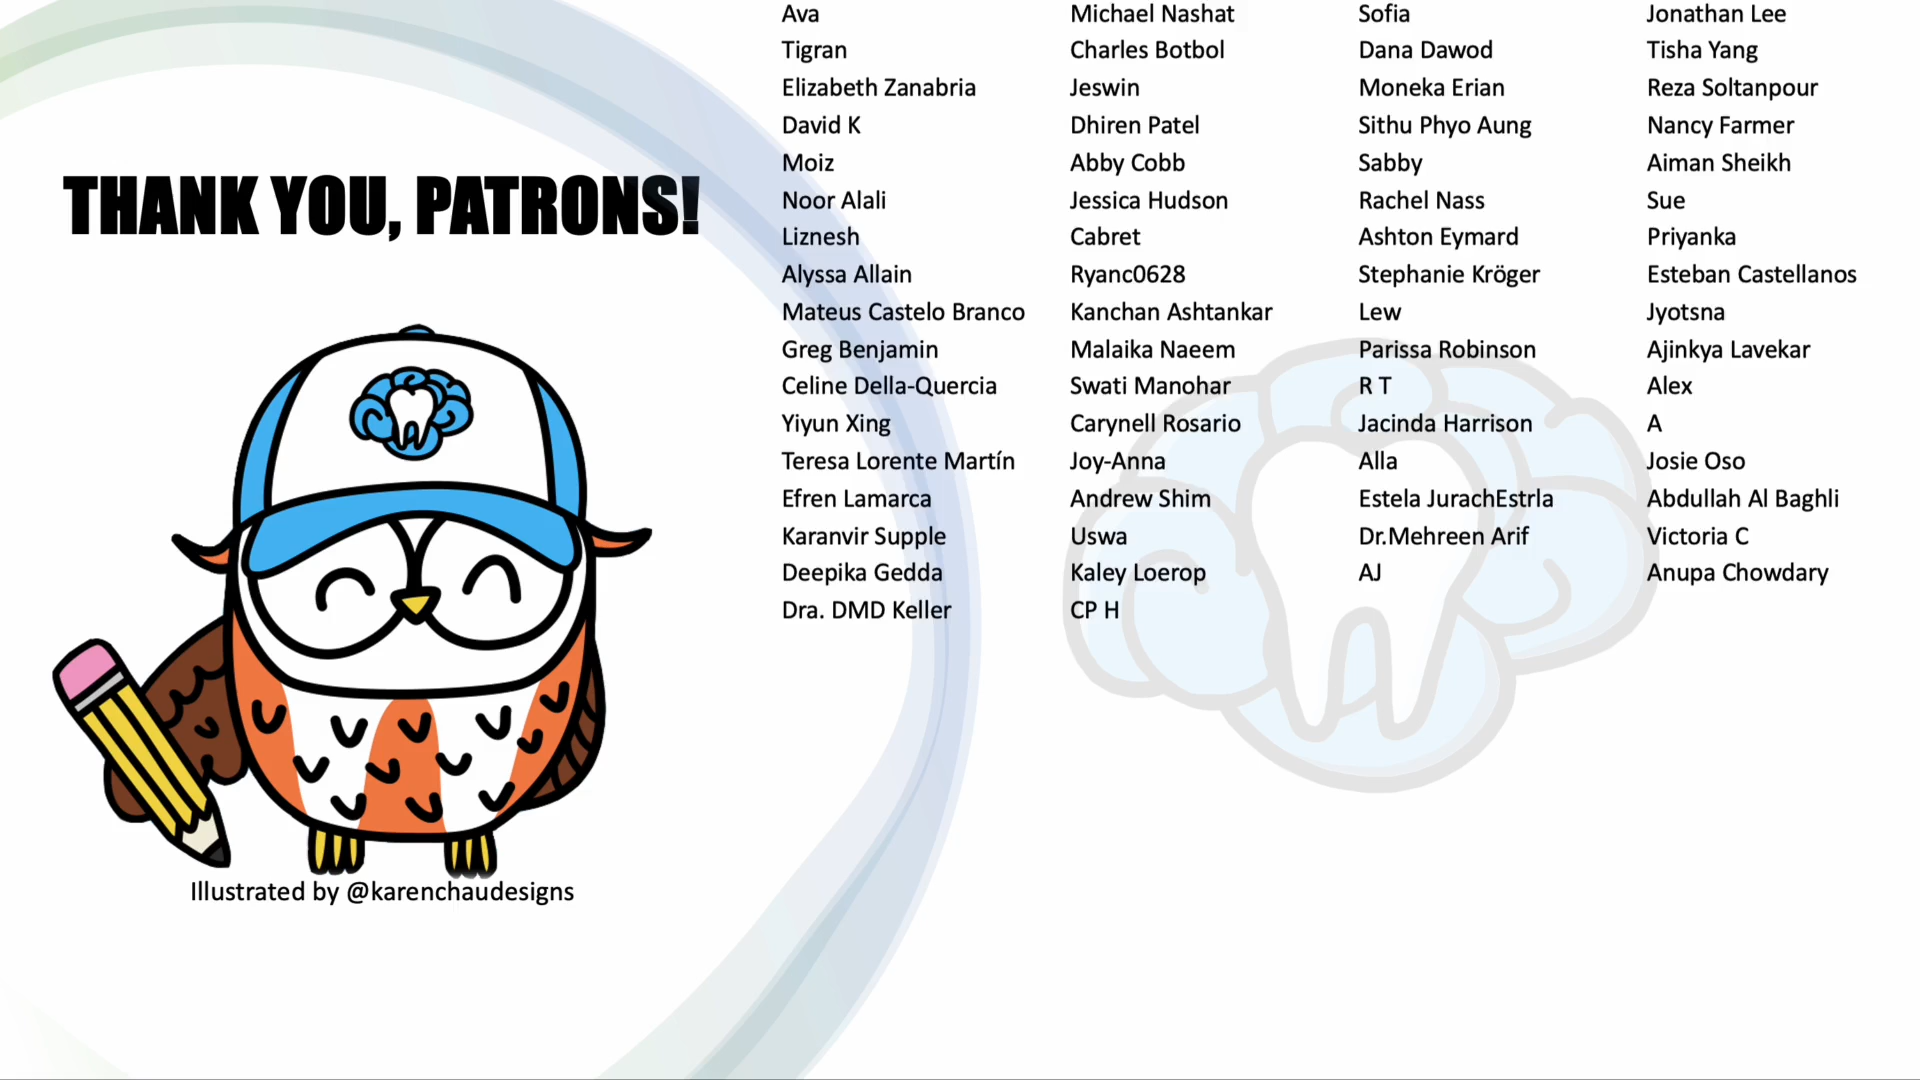 THANK YOU, PATRONS!
Illustrated by @karenchaudesigns
Ava
Tigran
Elizabeth Zanabria
David K
Moiz
Noor Alali
Liznesh
Alyssa Allain
Mateus Castelo Branco
Greg Benjamin
Celine Della-Quercia
Yiyun Xing
Teresa Lorente Martín
Efren Lamarca
Karanvir Supple
Deepika Gedda
Dra. DMD Keller
Michael Nashat
Charles Botbol
Jeswin
Dhiren Patel
Abby Cobb
Jessica Hudson
Cabret
Ryanc0628
Kanchan Ashtankar
Malaika Naeem
Swati Manohar
Carynell Rosario
Joy-Anna
Andrew Shim
Uswa
Kaley Loerop
CP H
Sofia
Dana Dawod
Moneka Erian
Sithu Phyo Aung
Sabby
Rachel Nass
Ashton Eymard
Stephanie Kröger
Lew
Parissa Robinson
R T
Jacinda Harrison
Alla
Estela JurachEstrla
Dr.Mehreen Arif
AJ
Jonathan Lee
Tisha Yang
Reza Soltanpour
Nancy Farmer
Aiman Sheikh
Sue
Priyanka
Esteban Castellanos
Jyotsna
Ajinkya Lavekar
Alex
A
Josie Oso
Abdullah Al Baghli
Victoria C
Anupa Chowdary